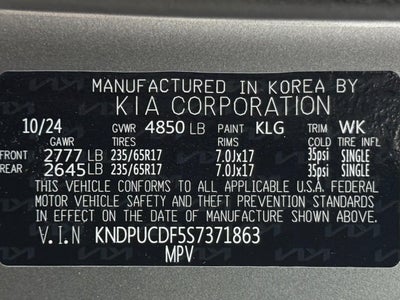 MANUFACTURED IN KOREA BY
KIA CORPORATION
10/24 GVWR 4850 LB PAINT KLG TRIM WK
GAWR TIRES RIMS COLD TIRE INFL
FRONT 2777 LB 235/65R17 7.0Jx17 35psi SINGLE
REAR 2645 LB 235/65R17 7.0Jx17 35psi SINGLE
THIS VEHICLE CONFORMS TO ALL APPLICABLE U.S.A. FEDERAL
MOTOR VEHICLE SAFETY AND THEFT PREVENTION STANDARDS
IN EFFECT ON THE DATE OF MANUFACTURE SHOWN ABOVE.
V.I.N KNDPUCDF5S7371863
MPV